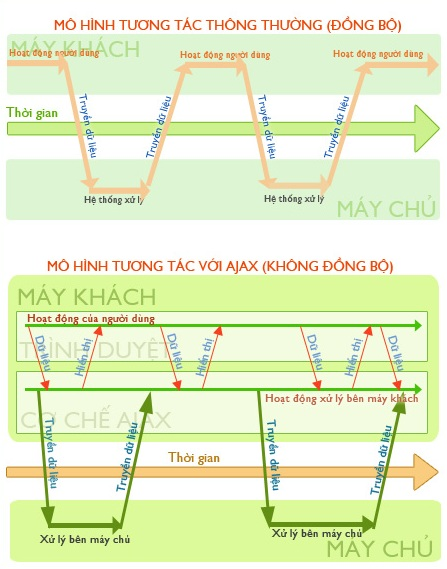 MÔ HÌNH TƯƠNG TÁC THÔNG THƯỜNG (ĐỒNG BỘ)
MÁY KHÁCH
Hoạt động người dùng
Hoạt động người dùng
Hoạt động người dùng
Truyền dữ liệu
Truyền dữ liệu
Truyền dữ liệu
Truyền dữ liệu
Thời gian
Hệ thống xử lý
Hệ thống xử lý
MÁY CHỦ
MÔ HÌNH TƯƠNG TÁC VỚI AJAX (KHÔNG ĐỒNG BỘ)
MÁY KHÁCH
Hoạt động của người dùng
TRÌNH DUYỆT
Dữ liệu
Hiển thị
Dữ liệu
Hiển thị
Dữ liệu
Hiển thị
Dữ liệu
Hoạt động xử lý bên máy khách
CƠ CHẾ AJAX
Truyền dữ liệu
Truyền dữ liệu
Truyền dữ liệu
Truyền dữ liệu
Thời gian
Xử lý bên máy chủ
Xử lý bên máy chủ
MÁY CHỦ